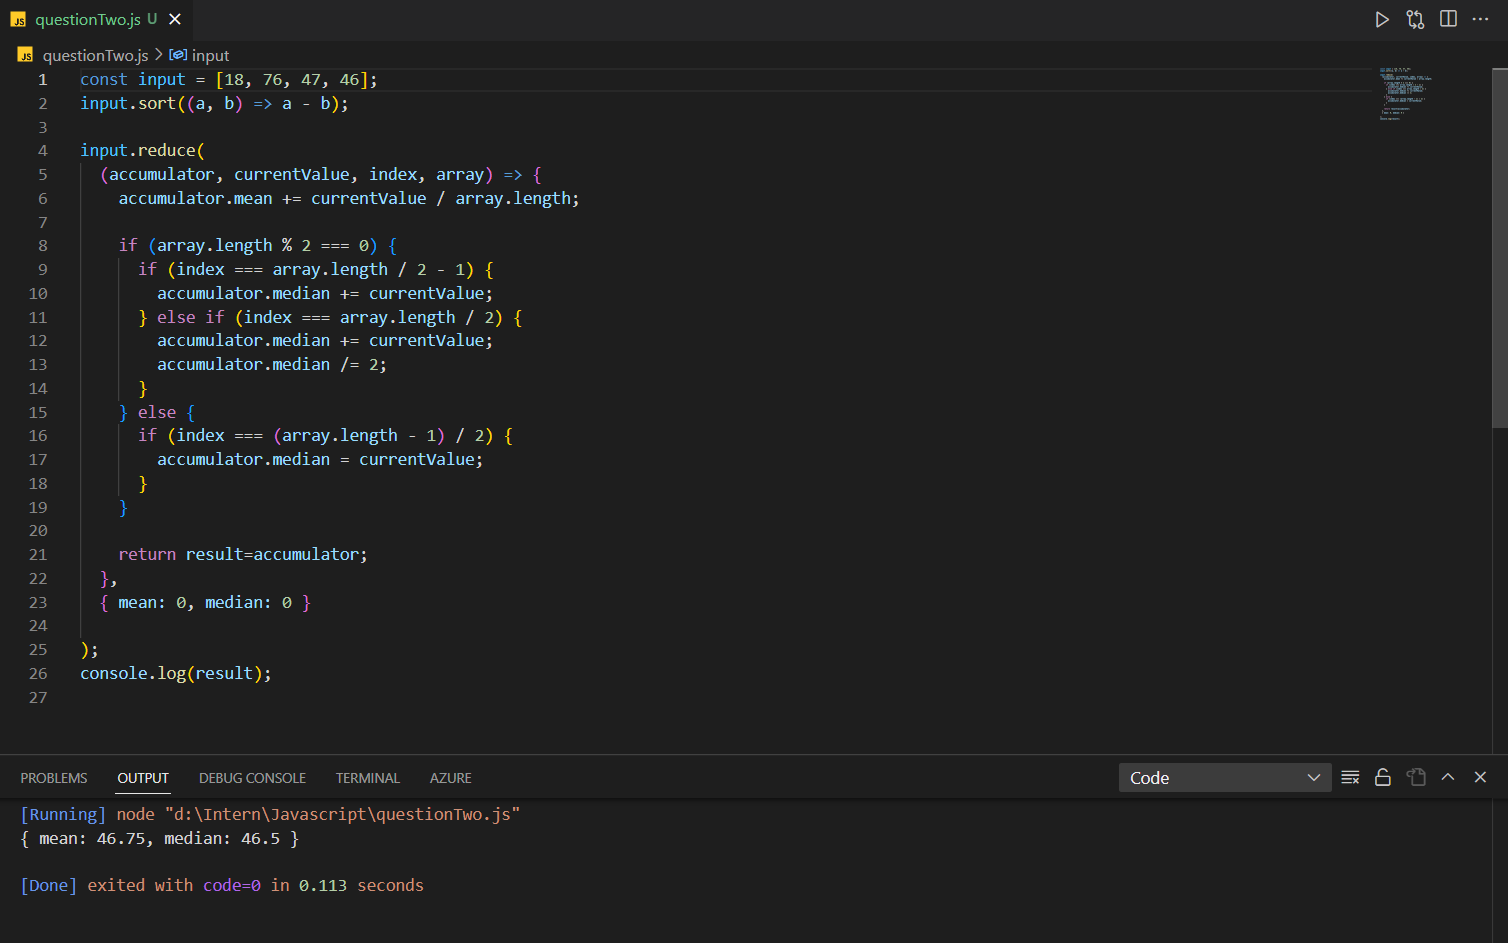 JS questionTwo.js U
JS questionTwo.js > input
1 const input = [18, 76, 47, 46];
2 input.sort((a, b) => a - b);
3
4 input.reduce(
5   (accumulator, currentValue, index, array) => {
6     accumulator.mean += currentValue / array.length;
7
8     if (array.length % 2 === 0) {
9       if (index === array.length / 2 - 1) {
10         accumulator.median += currentValue;
11       } else if (index === array.length / 2) {
12         accumulator.median += currentValue;
13         accumulator.median /= 2;
14       }
15     } else {
16       if (index === (array.length - 1) / 2) {
17         accumulator.median = currentValue;
18       }
19     }
20
21     return result=accumulator;
22   },
23   { mean: 0, median: 0 }
24
25 );
26 console.log(result);
27
PROBLEMS OUTPUT DEBUG CONSOLE TERMINAL AZURE Code
[Running] node "d:\Intern\Javascript\questionTwo.js"
{ mean: 46.75, median: 46.5 }
[Done] exited with code=0 in 0.113 seconds